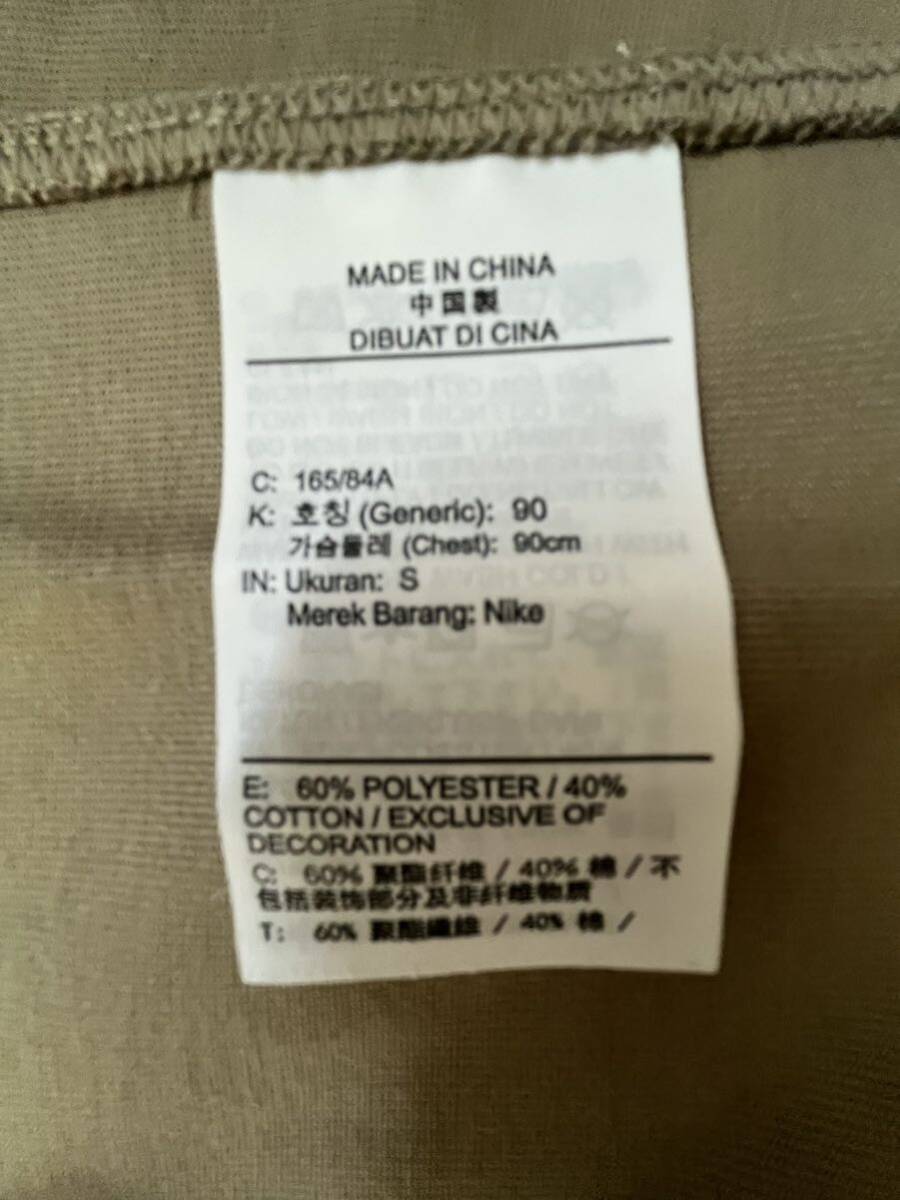 MADE IN CHINA
中国製
DIBUAT DI CINA
C: 165/84A
K: 호칭 (Generic): 90
가슴둘레 (Chest): 90cm
IN: Ukuran: S
Merek Barang: Nike
E: 60% POLYESTER / 40%
COTTON / EXCLUSIVE OF
DECORATION
C: 60% 聚酯纤维 / 40% 棉 / 不
包括装饰部分及非纤维物质
T: 60% 聚酯纖維 / 40% 棉 /